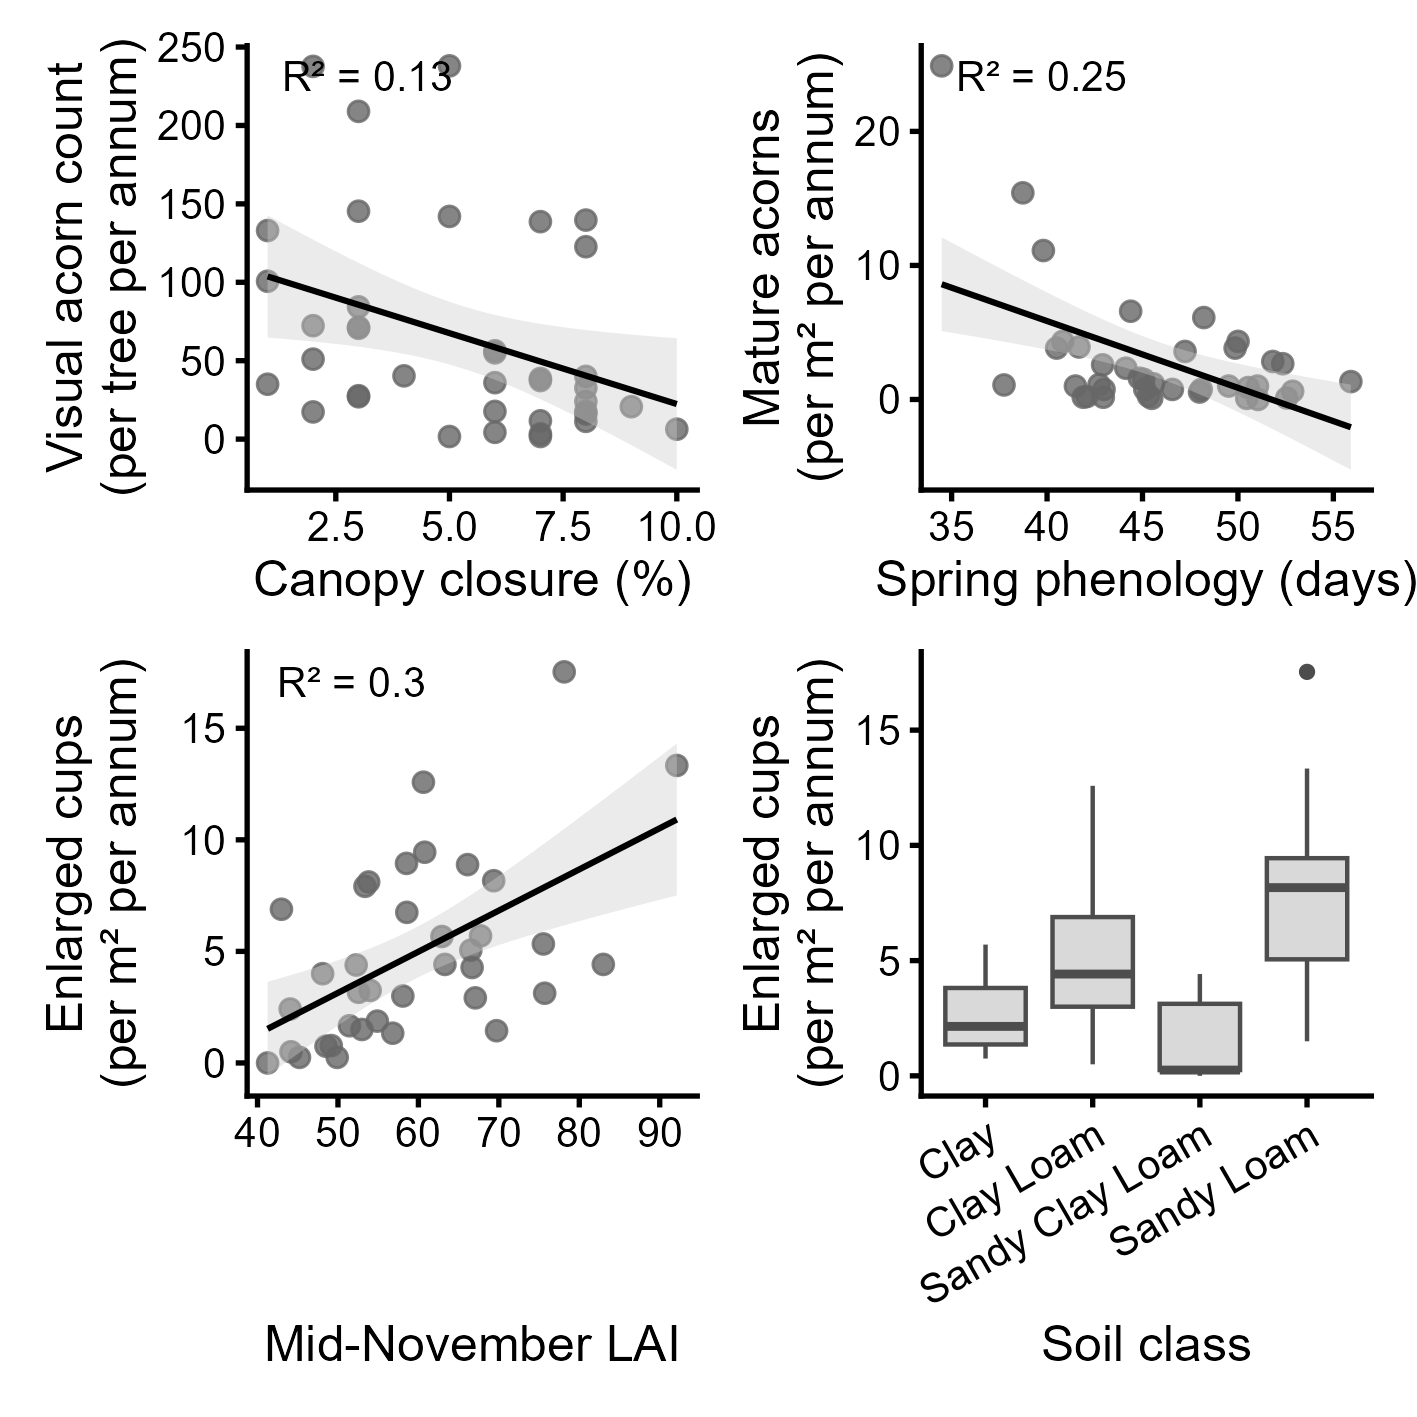 Visual acorn count
(per tree per annum)
250
200
150
100
50
0
R² = 0.13
2.5 5.0 7.5 10.0
Canopy closure (%)
Mature acorns
(per m² per annum)
20
10
0
R² = 0.25
35 40 45 50 55
Spring phenology (days)
Enlarged cups
(per m² per annum)
15
10
5
0
R² = 0.3
40 50 60 70 80 90
Mid-November LAI
Enlarged cups
(per m² per annum)
15
10
5
0
Clay
Clay Loam
Sandy Clay Loam
Sandy Loam
Soil class